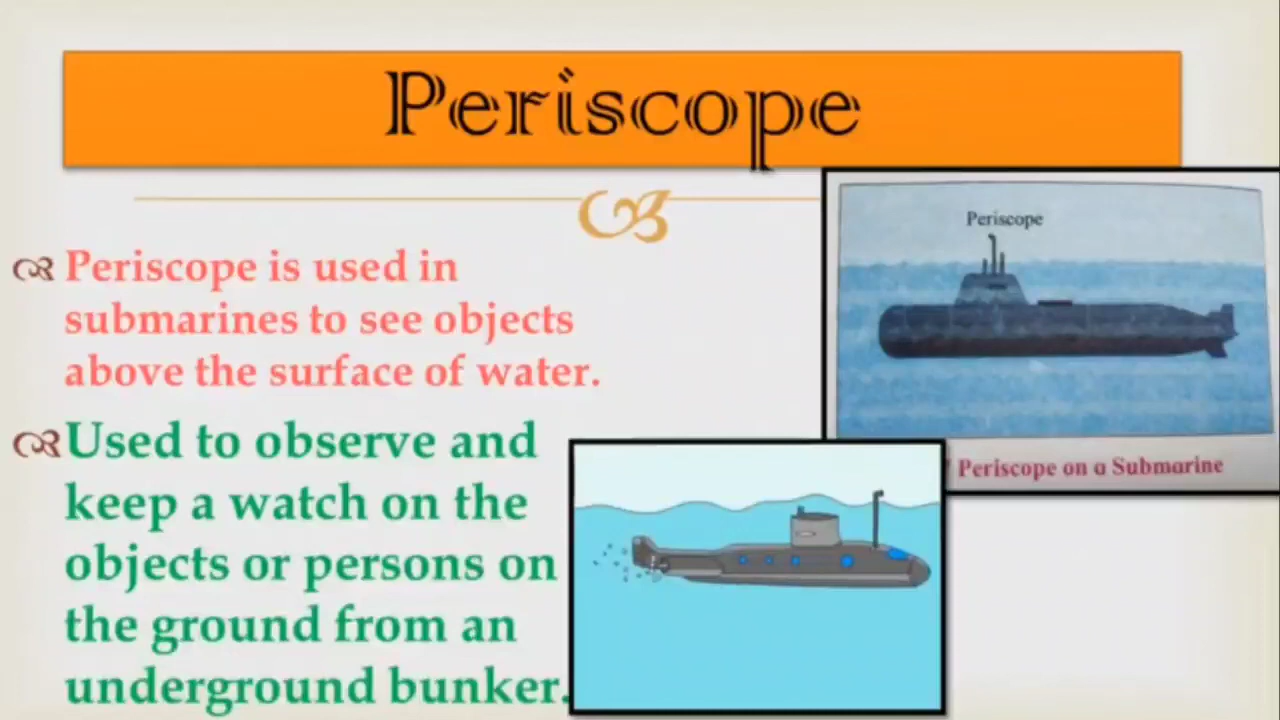 Periscope
Periscope is used in
submarines to see objects
above the surface of water.
Used to observe and
keep a watch on the
objects or persons on
the ground from an
underground bunker.
Periscope
Periscope on a Submarine